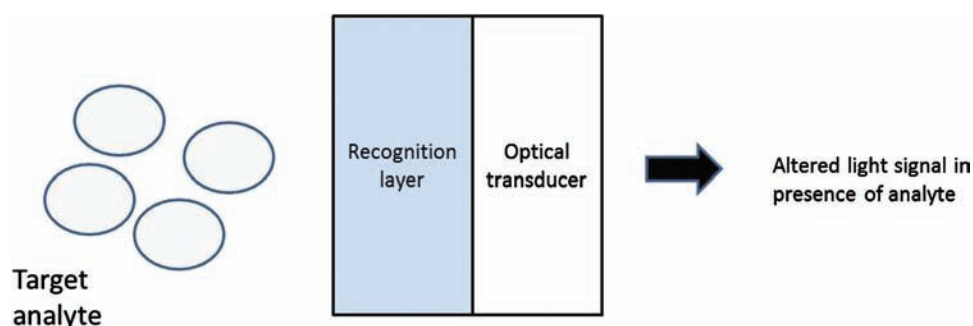 Target
analyte
Recognition
layer
Optical
transducer
Altered light signal in
presence of analyte